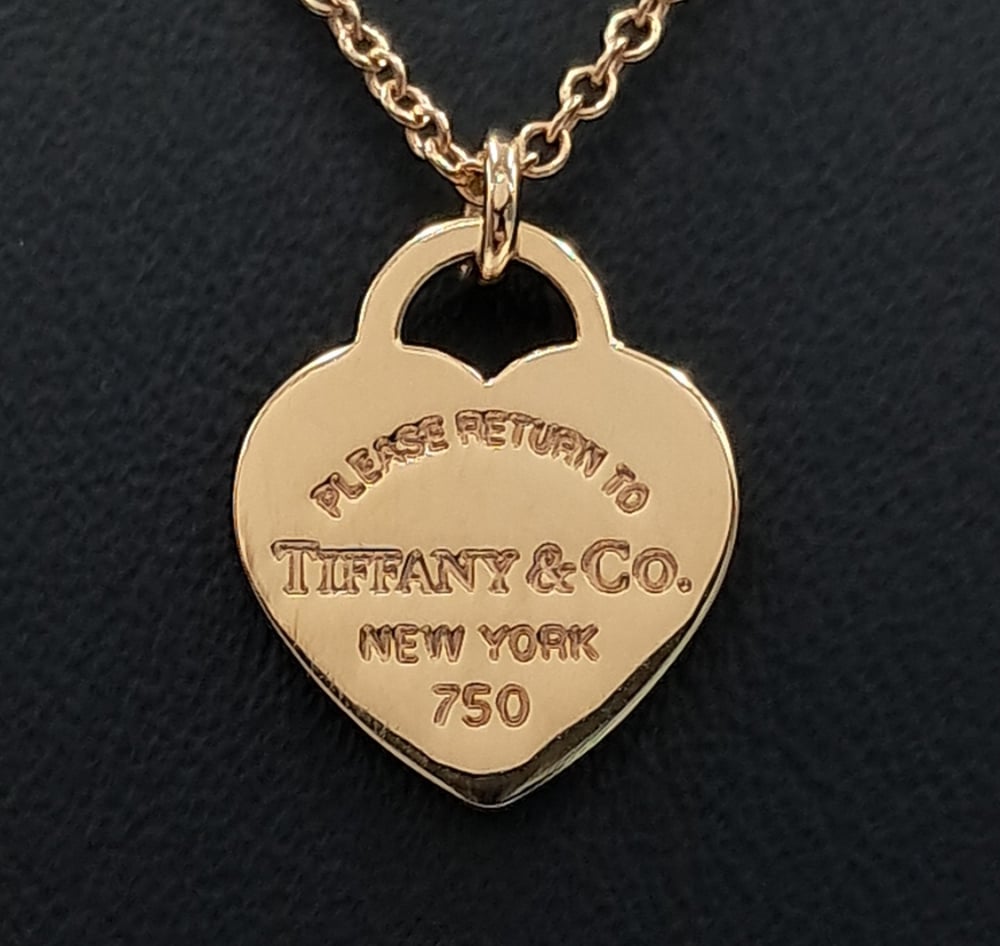 PLEASE RETURN TO
TIFFANY & CO.
NEW YORK
750